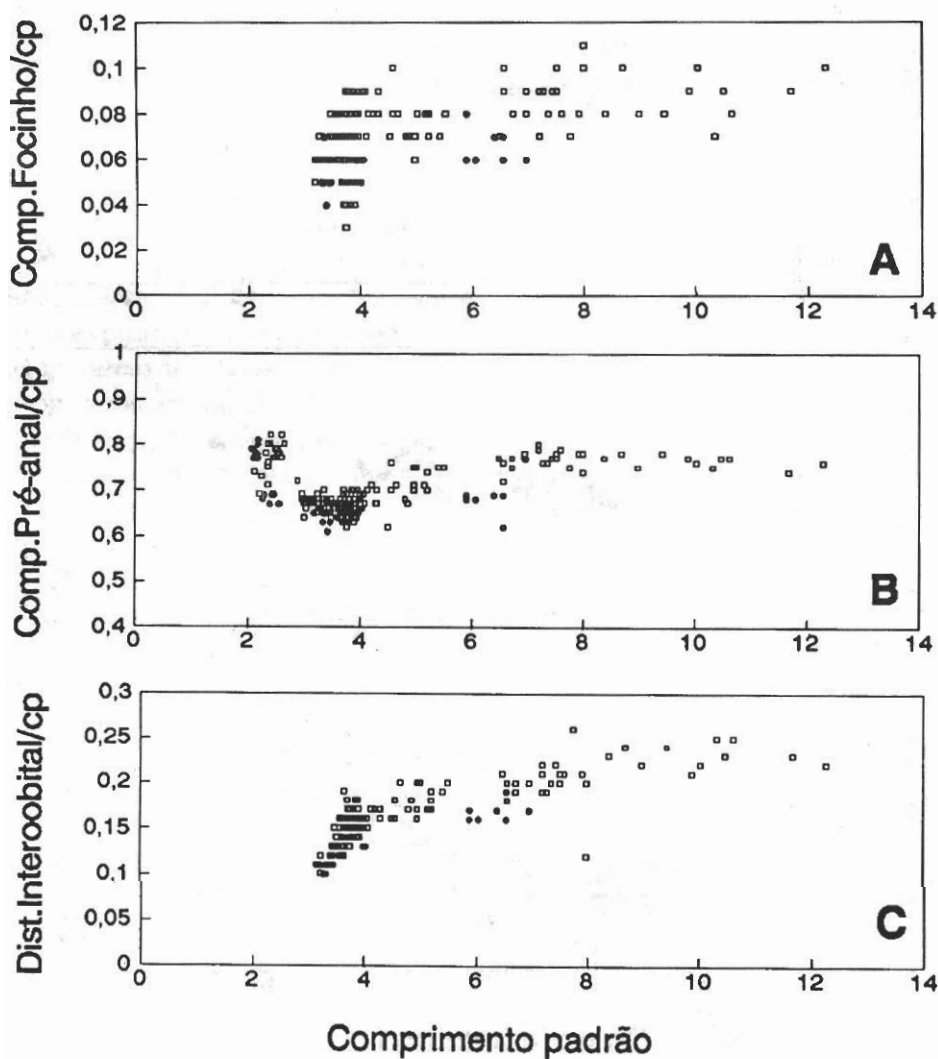 Comp.Focinho/cp
0,12
0,1
0,08
0,06
0,04
0,02
0
A
0 2 4 6 8 10 12 14
Comp.Pré-anal/cp
1
0,9
0,8
0,7
0,6
0,5
0,4
B
0 2 4 6 8 10 12 14
Dist.Interoobital/cp
0,3
0,25
0,2
0,15
0,1
0,05
0
C
0 2 4 6 8 10 12 14
Comprimento padrão